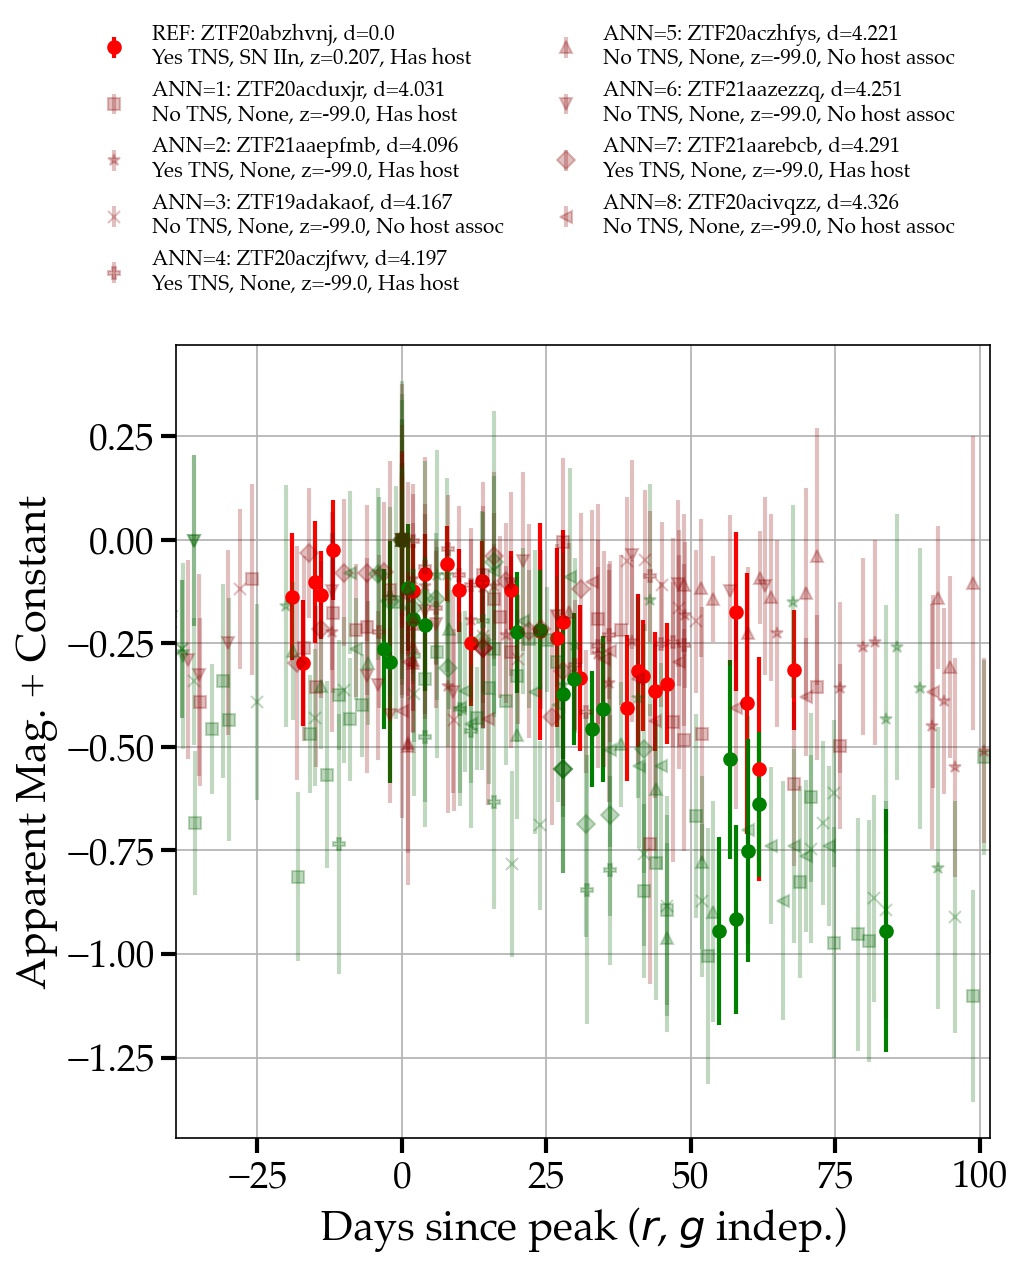 REF: ZTF20abzhvnj, d=0.0
Yes TNS, SN IIn, z=0.207, Has host
ANN=1: ZTF20acduxjr, d=4.031
No TNS, None, z=-99.0, Has host
ANN=2: ZTF21aaepfmb, d=4.096
Yes TNS, None, z=-99.0, Has host
ANN=3: ZTF19adakaof, d=4.167
No TNS, None, z=-99.0, No host assoc
ANN=4: ZTF20aczjfwv, d=4.197
Yes TNS, None, z=-99.0, Has host
ANN=5: ZTF20aczhfys, d=4.221
No TNS, None, z=-99.0, No host assoc
ANN=6: ZTF21aazezzq, d=4.251
No TNS, None, z=-99.0, No host assoc
ANN=7: ZTF21aarebcb, d=4.291
Yes TNS, None, z=-99.0, Has host
ANN=8: ZTF20acivqzz, d=4.326
No TNS, None, z=-99.0, No host assoc
Apparent Mag. + Constant
0.25
0.00
−0.25
−0.50
−0.75
−1.00
−1.25
−25
0
25
50
75
100
Days since peak (r, g indep.)